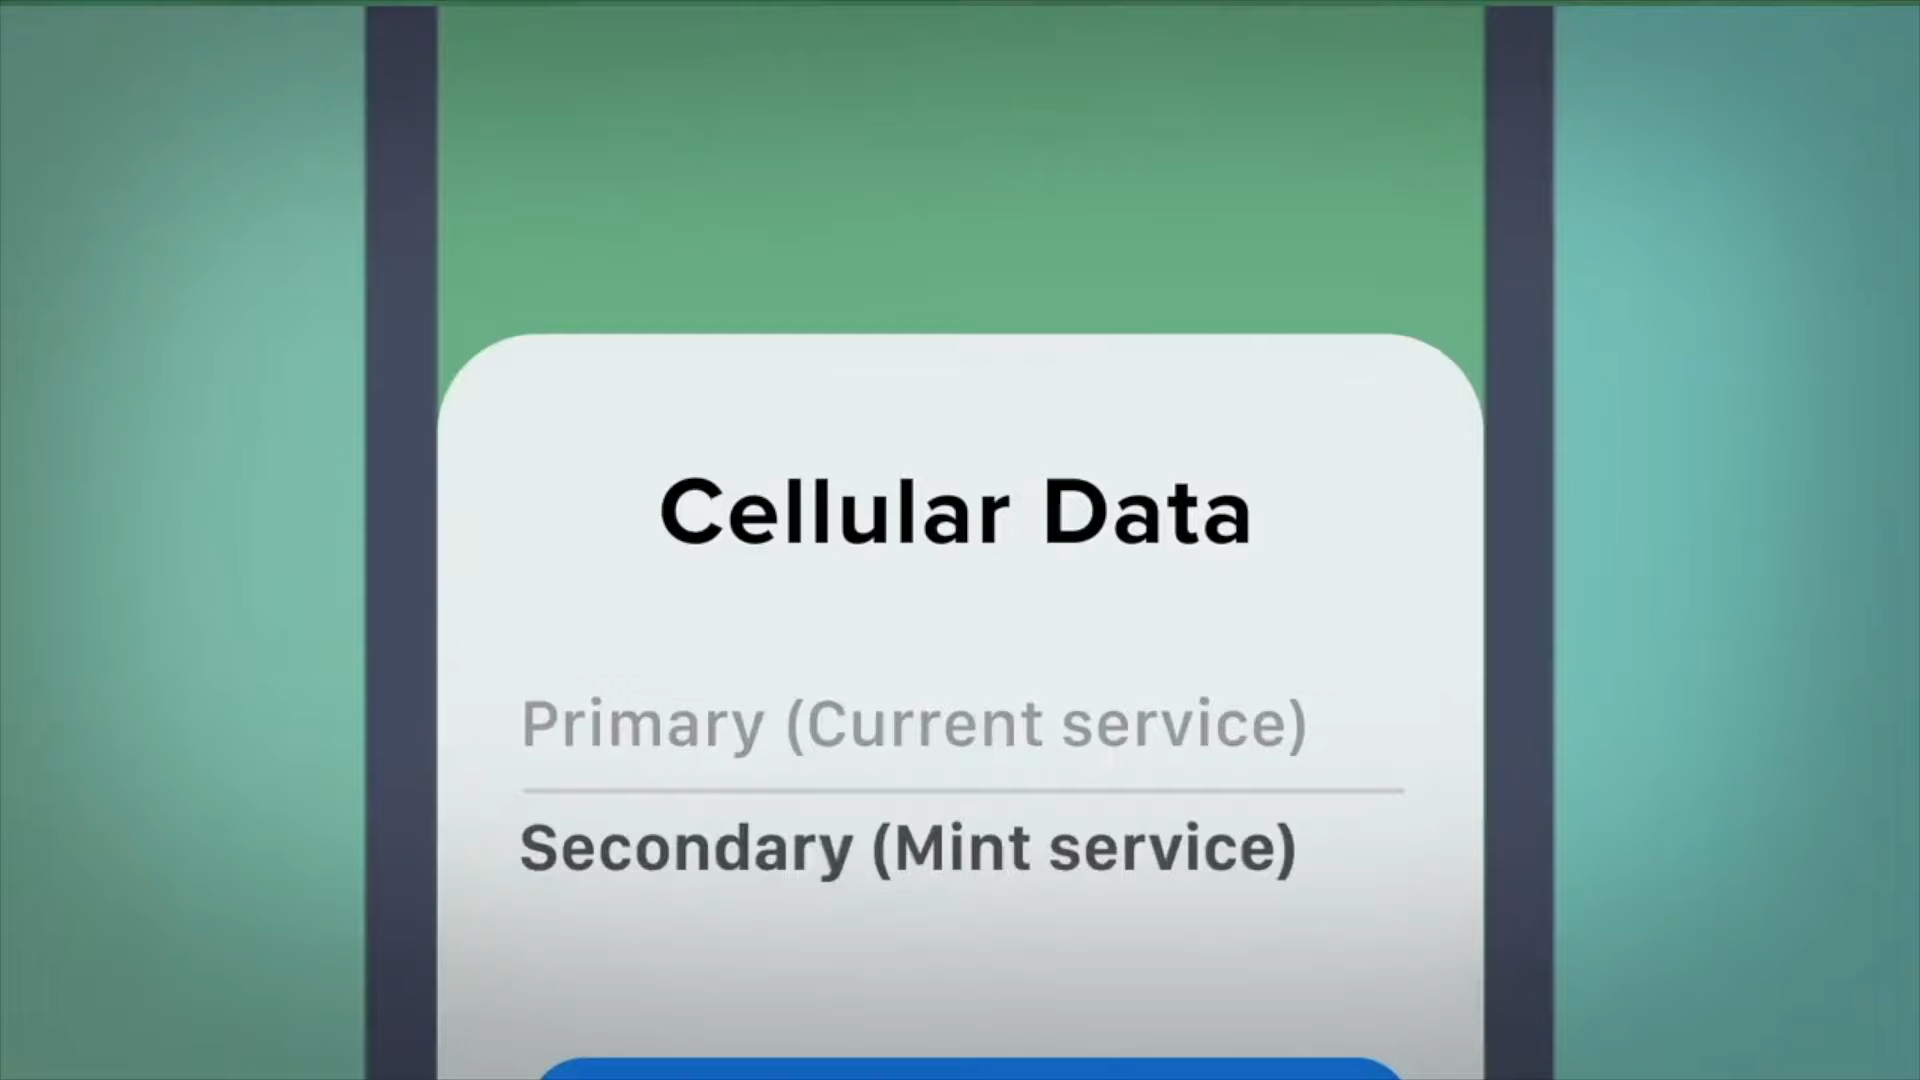 Cellular Data
Primary (Current service)
Secondary (Mint service)